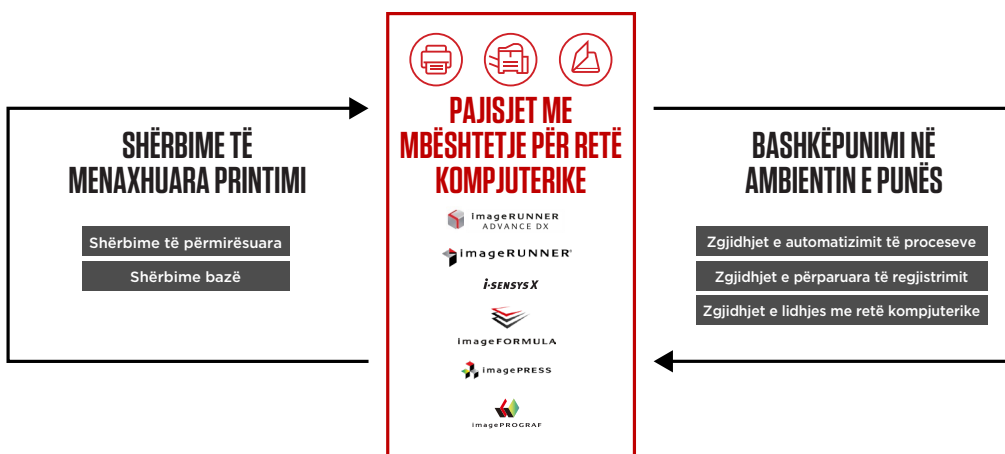 SHËRBIME TË
MENAXHUARA PRINTIMI
Shërbime të përmirësuara
Shërbime bazë
PAJISJET ME
MBËSHTETJE PËR RETË
KOMPJUTERIKE
imageRUNNER
ADVANCE DX
imageRUNNER®
i-SENSYS X
imageFORMULA
imagePRESS
imagePROGRAF
BASHKËPUNIMI NË
AMBIENTIN E PUNËS
Zgjidhjet e automatizimit të proceseve
Zgjidhjet e përparuara të regjistrimit
Zgjidhjet e lidhjes me retë kompjuterike